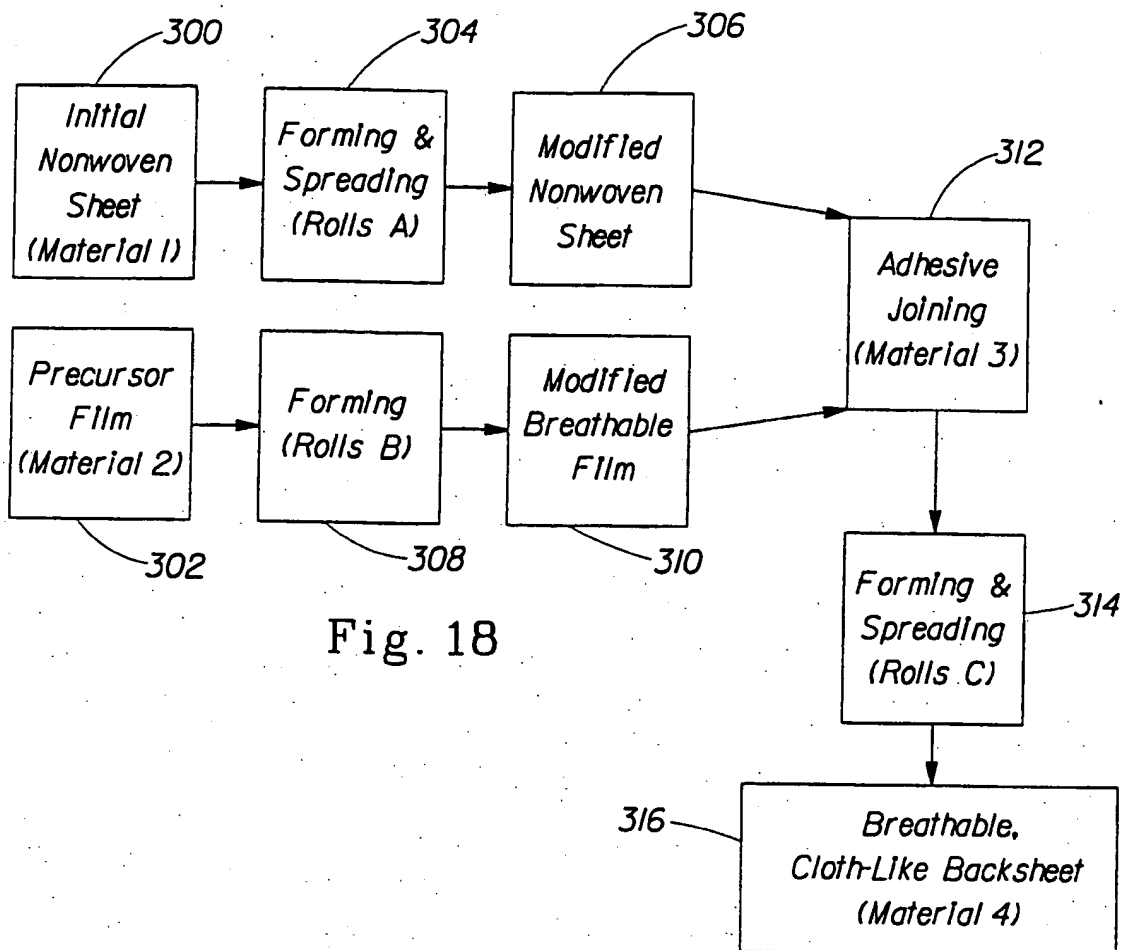 300
304
306
Initial
Nonwoven
Sheet
(Material 1)
Forming &
Spreading
(Rolls A)
Modified
Nonwoven
Sheet
312
Adhesive
Joining
(Material 3)
Precursor
Film
(Material 2)
Forming
(Rolls B)
Modified
Breathable
Film
302
308
310
Forming &
Spreading
(Rolls C)
314
Fig. 18
316
Breathable,
Cloth-Like Backsheet
(Material 4)